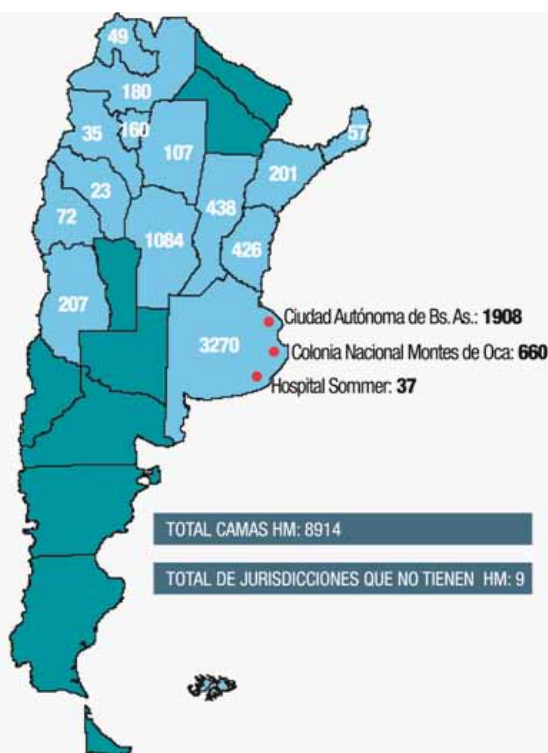 49
180
35
160
107
57
201
23
438
72
1084
426
207
3270
Ciudad Autónoma de Bs. As.: 1908
Colonia Nacional Montes de Oca: 660
Hospital Sommer: 37
TOTAL CAMAS HM: 8914
TOTAL DE JURISDICCIONES QUE NO TIENEN HM: 9